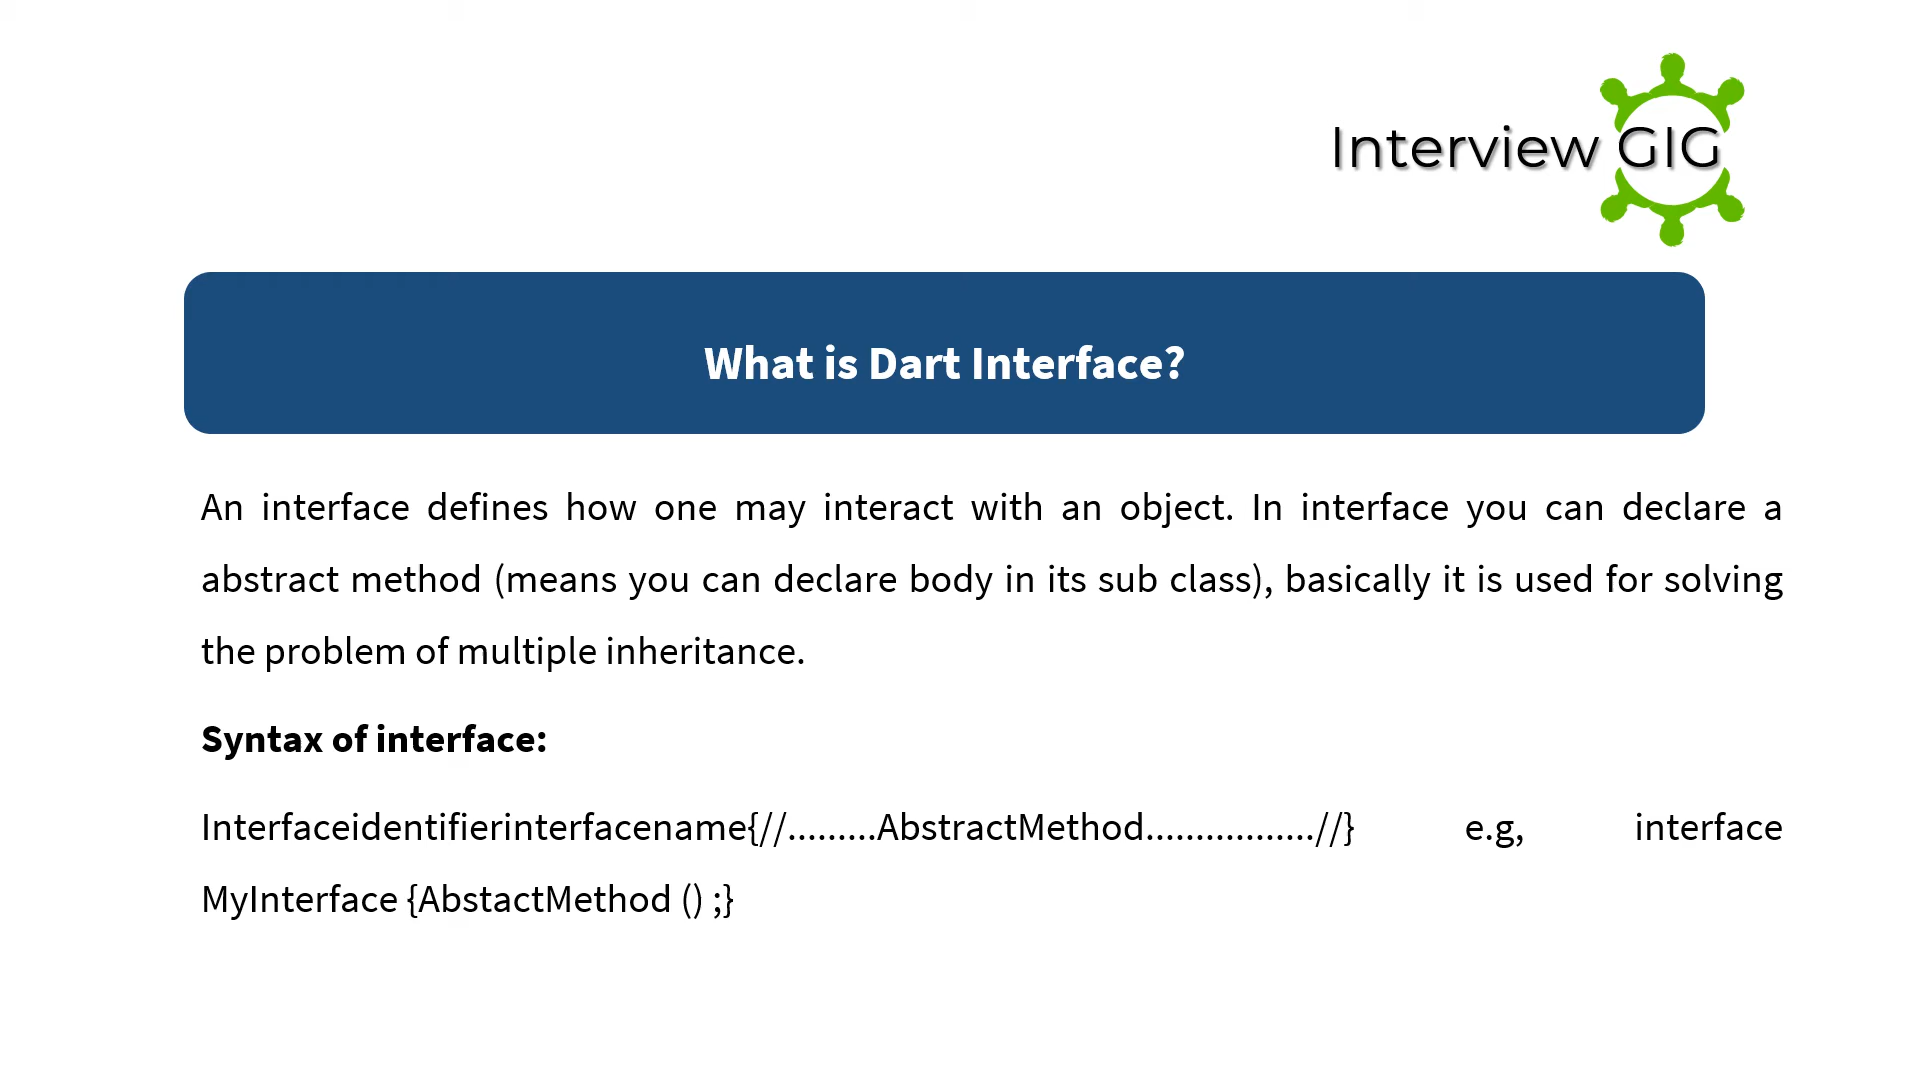 Interview GIG
What is Dart Interface?
An interface defines how one may interact with an object. In interface you can declare a
abstract method (means you can declare body in its sub class), basically it is used for solving
the problem of multiple inheritance.
Syntax of interface:
Interfaceidentifierinterfacename{//.........AbstractMethod.................//} e.g, interface
MyInterface {AbstactMethod () ;}